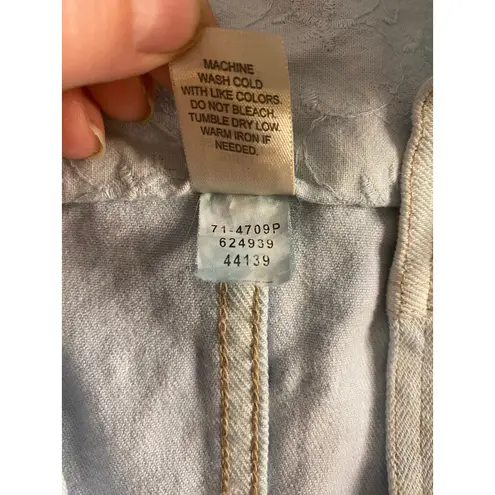 MACHINE
WASH COLD
WITH LIKE COLORS.
DO NOT BLEACH.
TUMBLE DRY LOW.
WARM IRON IF
NEEDED.
71-4709P
624939
44139